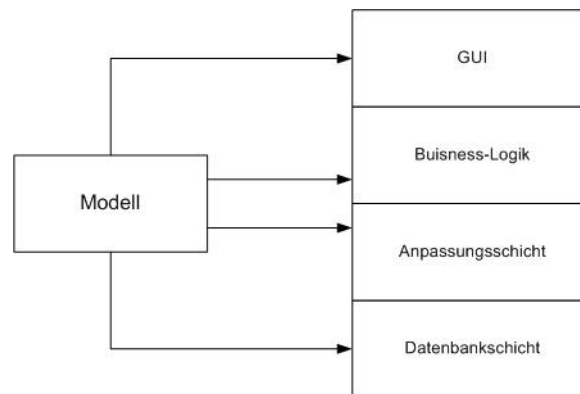 GUI
Buisness-Logik
Modell
Anpassungsschicht
Datenbankschicht